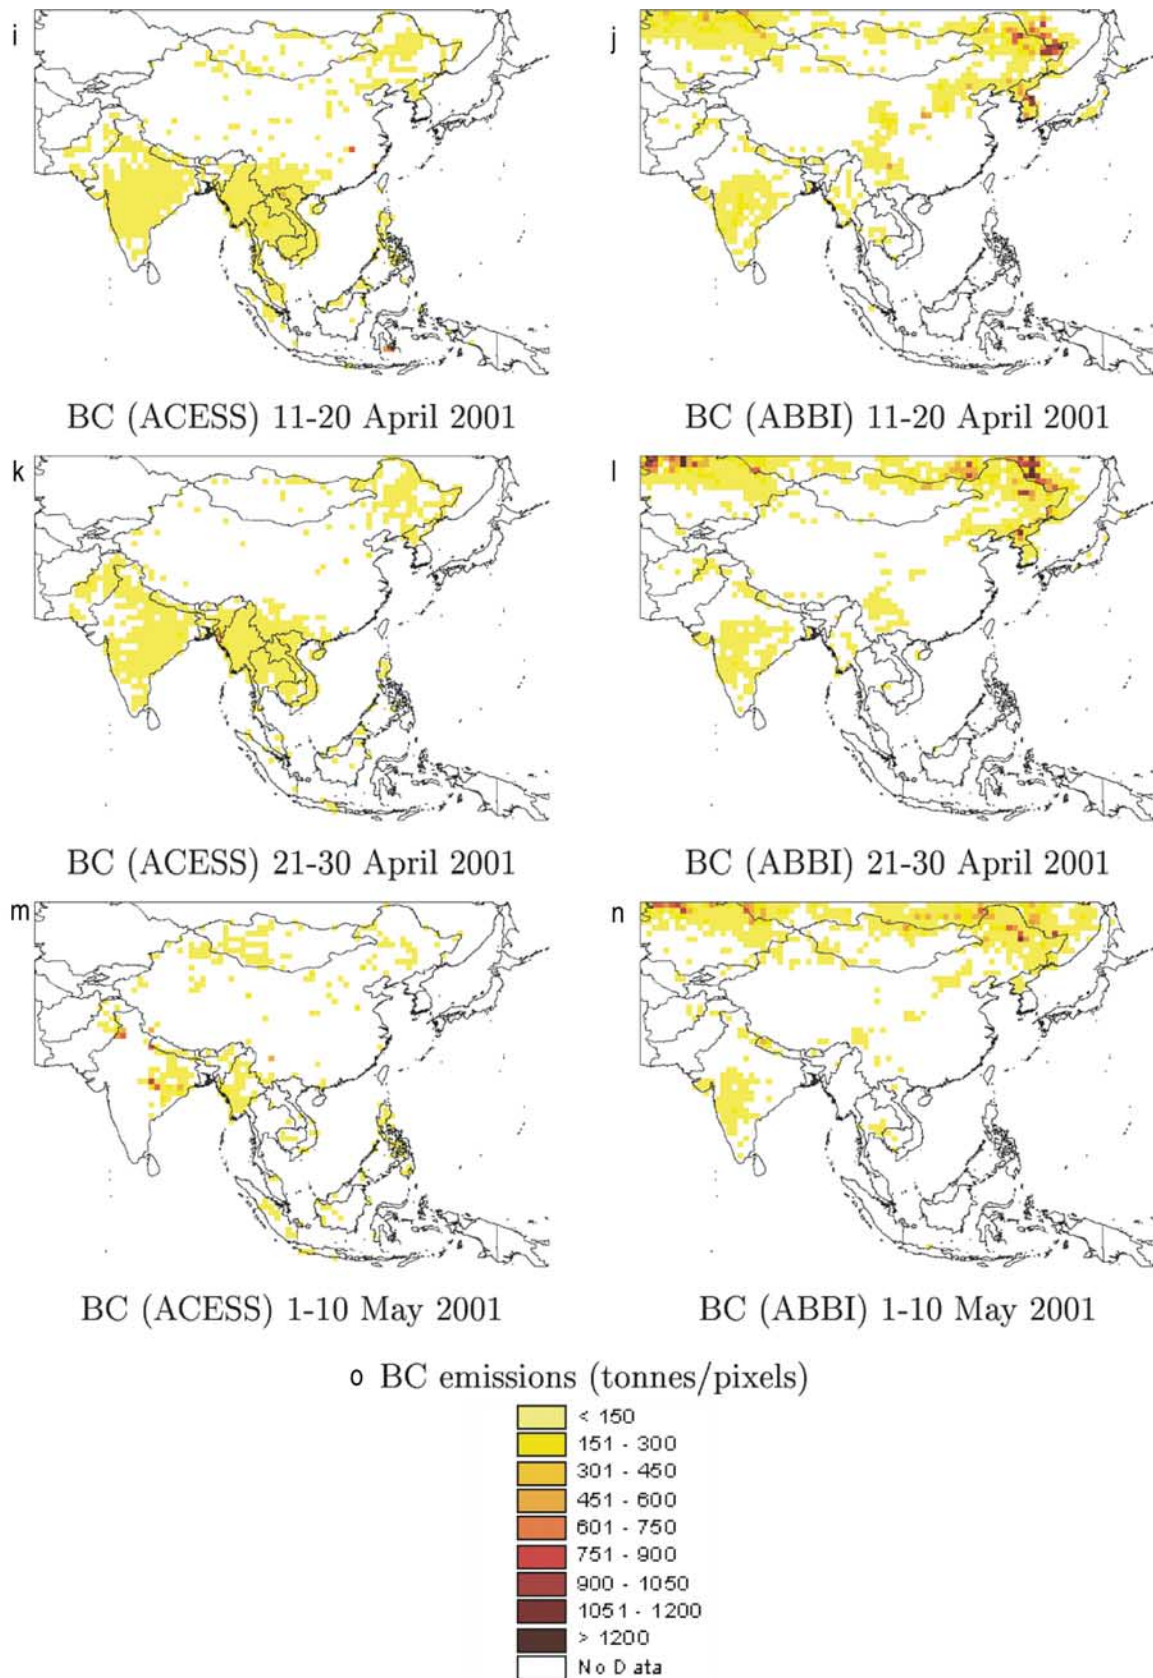 i
j
BC (ACESS) 11-20 April 2001
BC (ABBI) 11-20 April 2001
k
l
BC (ACESS) 21-30 April 2001
BC (ABBI) 21-30 April 2001
m
n
BC (ACESS) 1-10 May 2001
BC (ABBI) 1-10 May 2001
o BC emissions (tonnes/pixels)
< 150
151 - 300
301 - 450
451 - 600
601 - 750
751 - 900
900 - 1050
1051 - 1200
> 1200
No Data